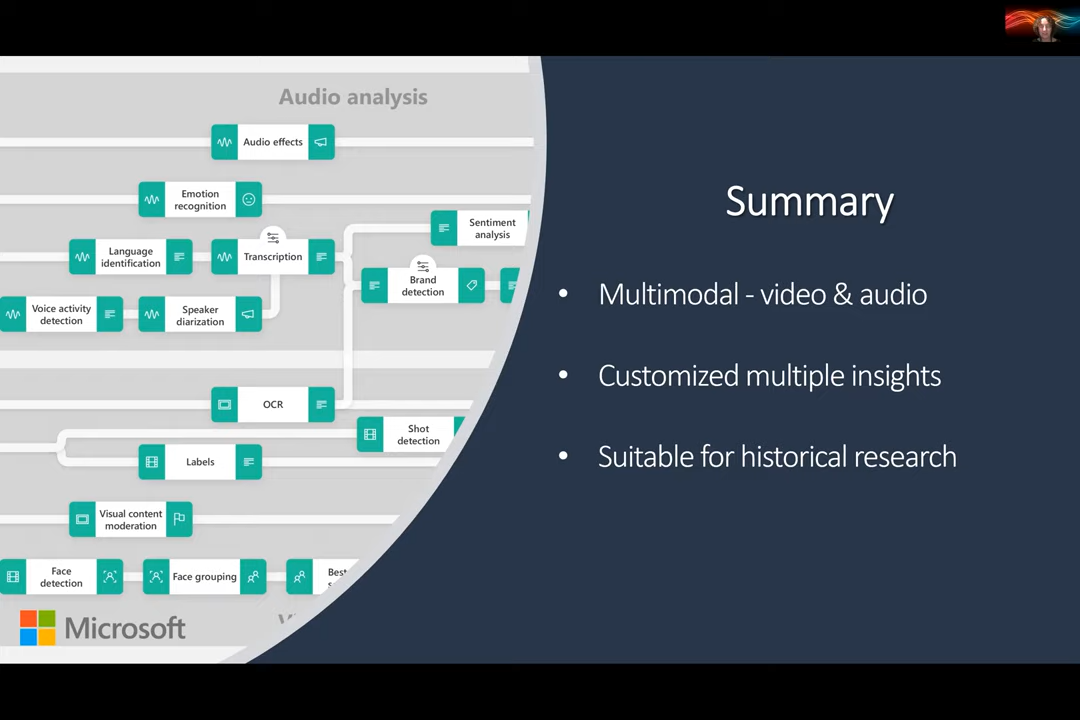 Audio analysis
Audio effects
Emotion
recognition
Sentiment
analysis
Language
identification
Transcription
Brand
detection
Voice activity
detection
Speaker
diarization
OCR
Shot
detection
Labels
Visual content
moderation
Face
detection
Face grouping
Best
Microsoft
Summary
• Multimodal - video & audio
• Customized multiple insights
• Suitable for historical research